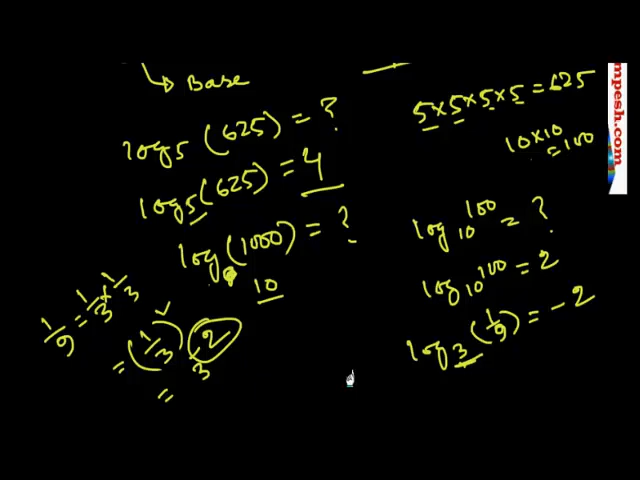 Base
log5 (625) = ?
log5 (625) = 4
log (1000) = ?
10
1/9 = 1/3 × 1/3
= (1/3)2
= 3
5×5×5×5 = 625
10×10
=100
log10 100 = ?
log10 100 = 2
log3 (1/9) = -2
mpesh.com